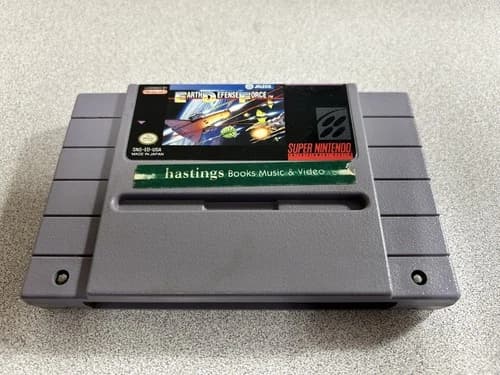 JALECO
EARTH DEFENSE FORCE
SNS-ED-USA
MADE IN JAPAN
SUPER NINTENDO
hastings Books Music & Video